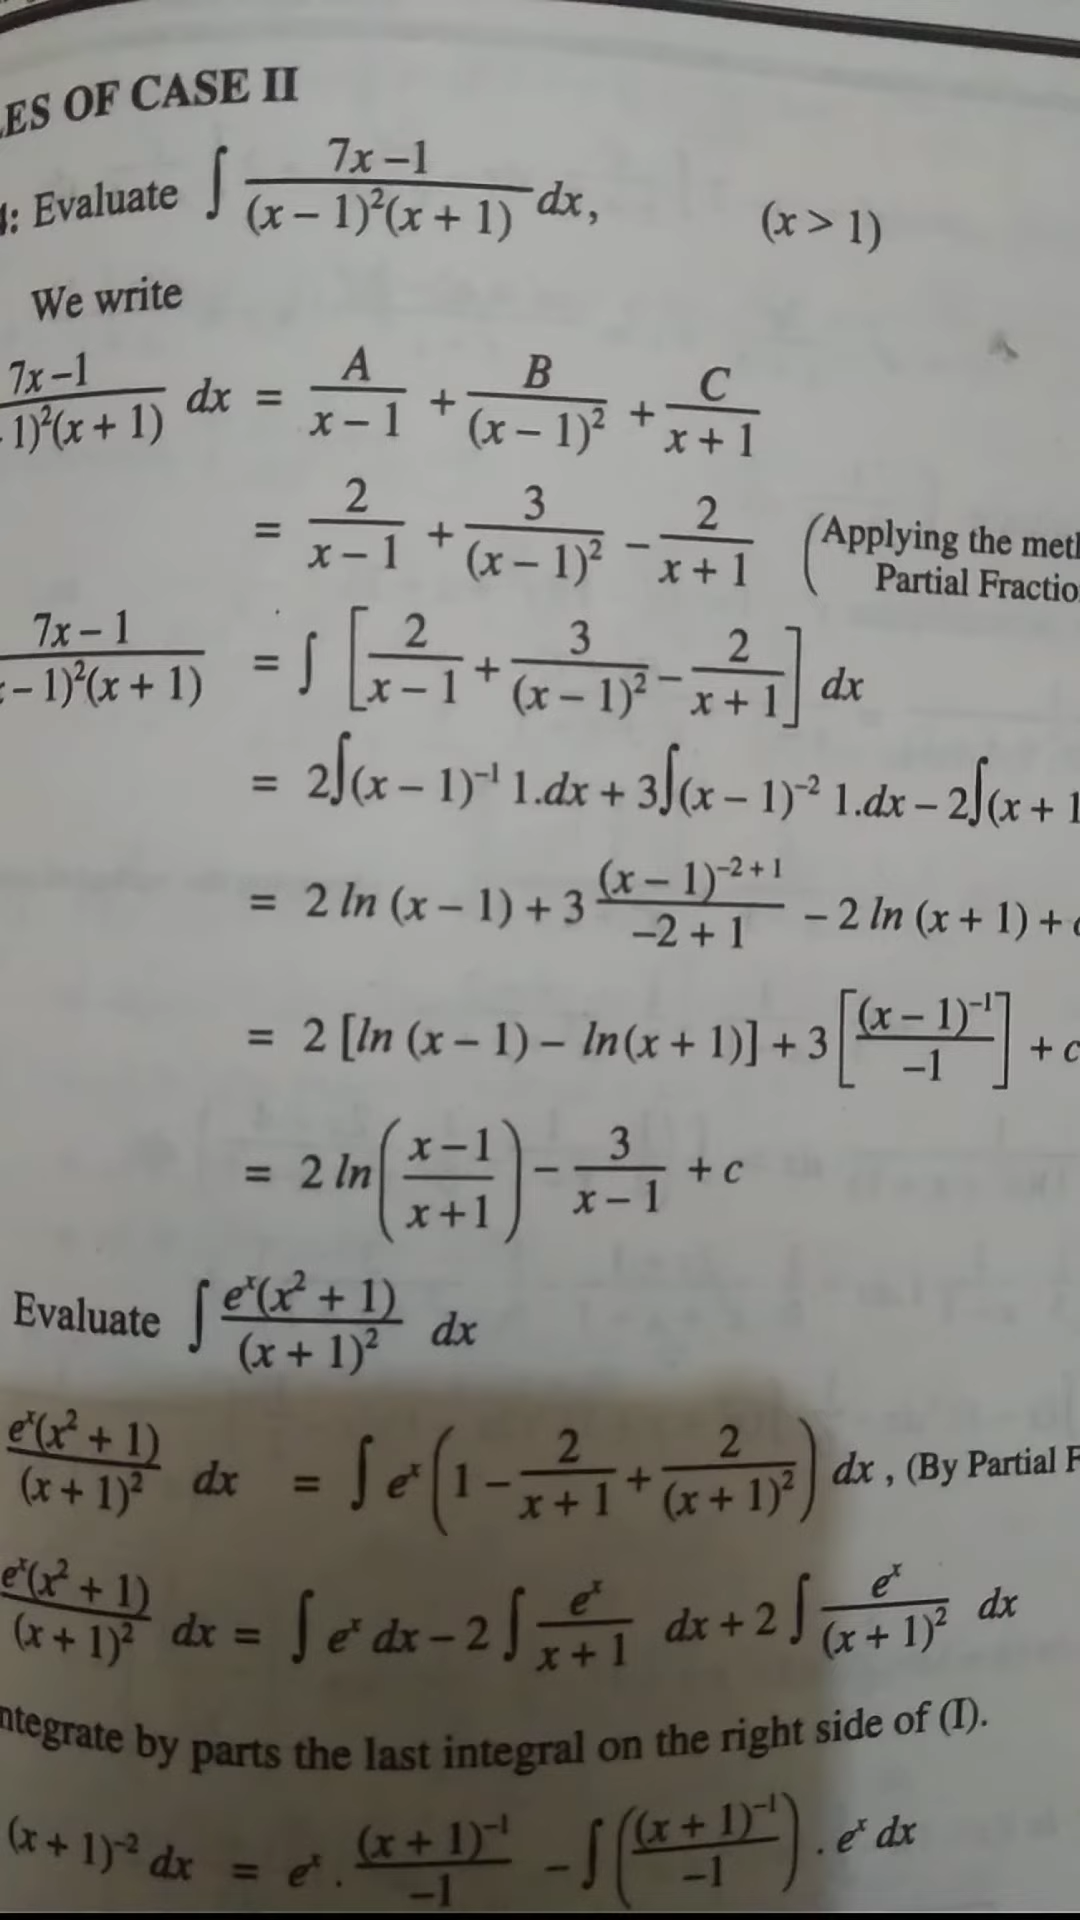 ES OF CASE II
4: Evaluate ∫ (7x – 1)/((x – 1)²(x + 1)) dx, (x > 1)
We write
(7x – 1)/( 1)²(x + 1)) dx = A/(x – 1) + B/(x – 1)² + C/(x + 1)
= 2/(x – 1) + 3/(x – 1)² – 2/(x + 1) (Applying the
Partial
(7x – 1)/( – 1)²(x + 1)) = ∫ [2/(x – 1) + 3/(x – 1)² – 2/(x + 1)] dx
= 2∫(x – 1)⁻¹ 1.dx + 3∫(x – 1)⁻² 1.dx – 2∫(x + 1
= 2 ln (x – 1) + 3 (x – 1)⁻²⁺¹/(–2 + 1) – 2 ln (x + 1) + c
= 2 [ln (x – 1) – ln(x + 1)] + 3 [(x – 1)⁻¹/–1] + c
= 2 ln((x – 1)/(x + 1)) – 3/(x – 1) + c
Evaluate ∫ eˣ(x² + 1)/(x + 1)² dx
eˣ(x² + 1)/(x + 1)² dx = ∫ eˣ(1 – 2/(x + 1) + 2/(x + 1)²) dx , (By Partial
eˣ(x² + 1)/(x + 1)² dx = ∫ eˣ dx – 2 ∫ eˣ/(x + 1) dx + 2 ∫ eˣ/(x + 1)² dx
ntegrate by parts the last integral on the right side of (I).
(x + 1)⁻² dx = eˣ . (x + 1)⁻¹/–1 – ∫ ((x + 1)⁻¹/–1) . eˣ dx